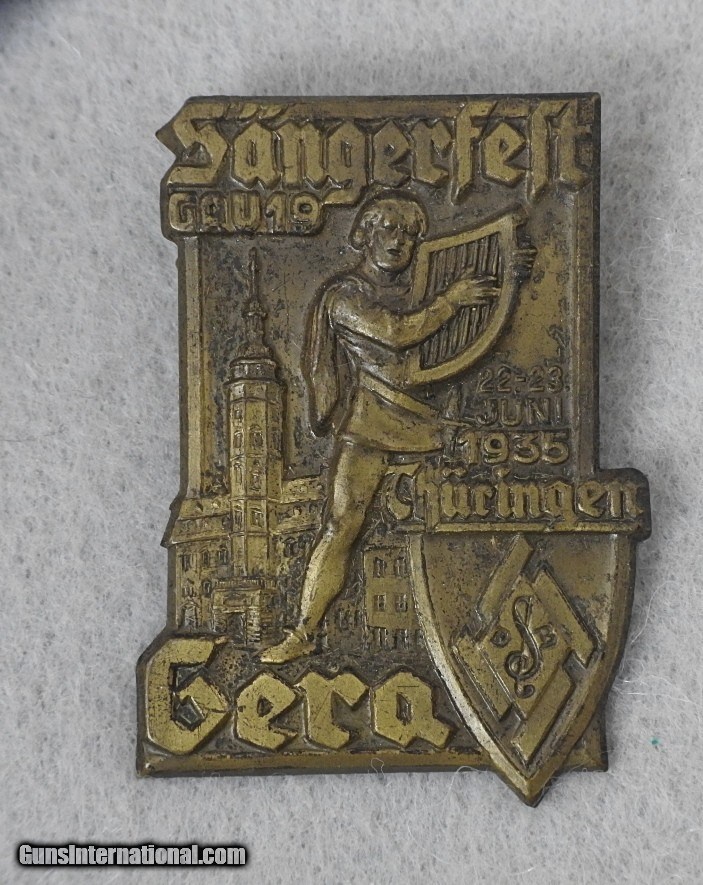 Sängerfest
GAU 19
22-23
JUNI
1935
Thüringen
Gera
GunsInternational.com